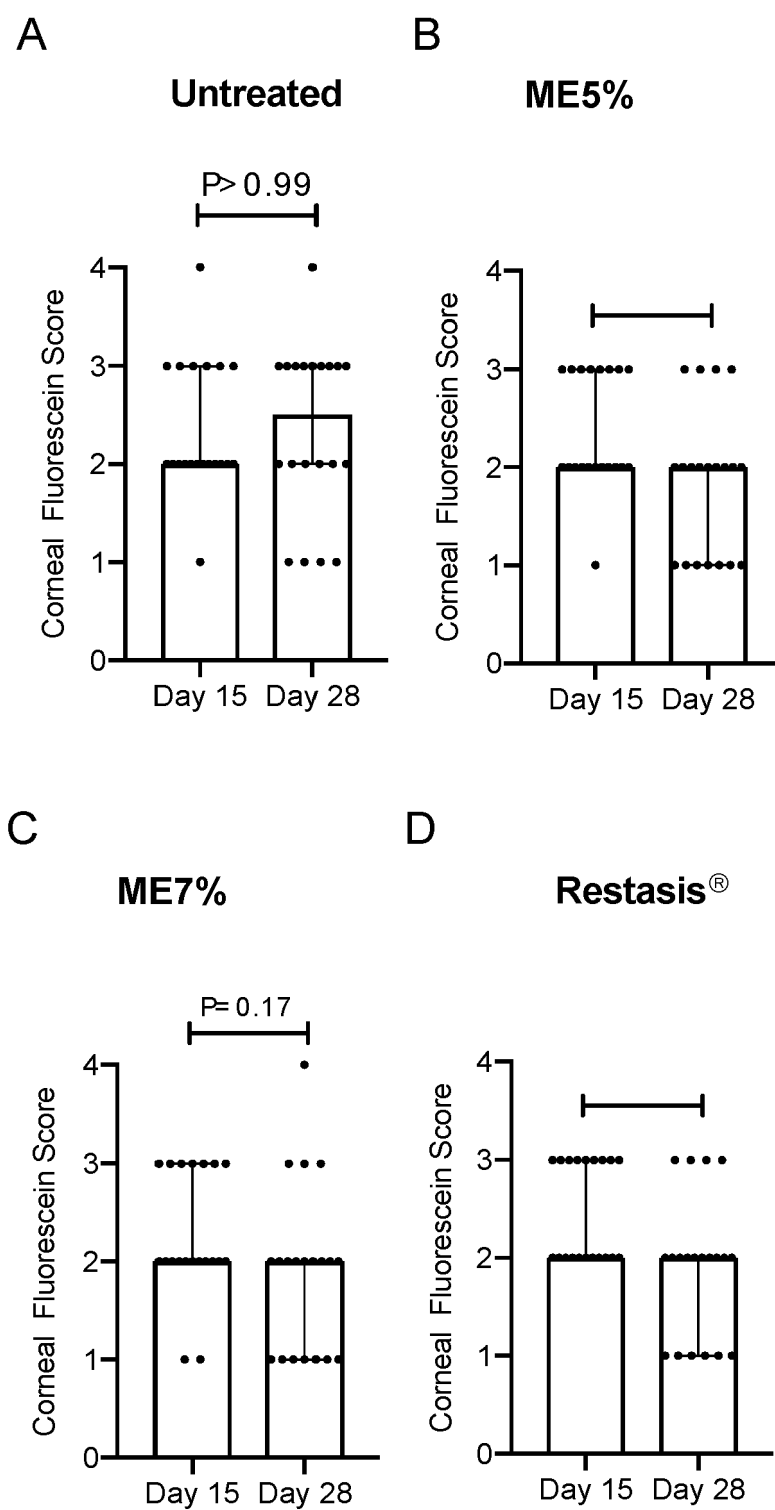 A
Untreated
P> 0.99
4
3
2
1
0
Corneal Fluorescein Score
Day 15 Day 28
B
ME5%
4
3
2
1
0
Corneal Fluorescein Score
Day 15 Day 28
C
ME7%
P= 0.17
4
3
2
1
0
Corneal Fluorescein Score
Day 15 Day 28
D
Restasis®
4
3
2
1
0
Corneal Fluorescein Score
Day 15 Day 28